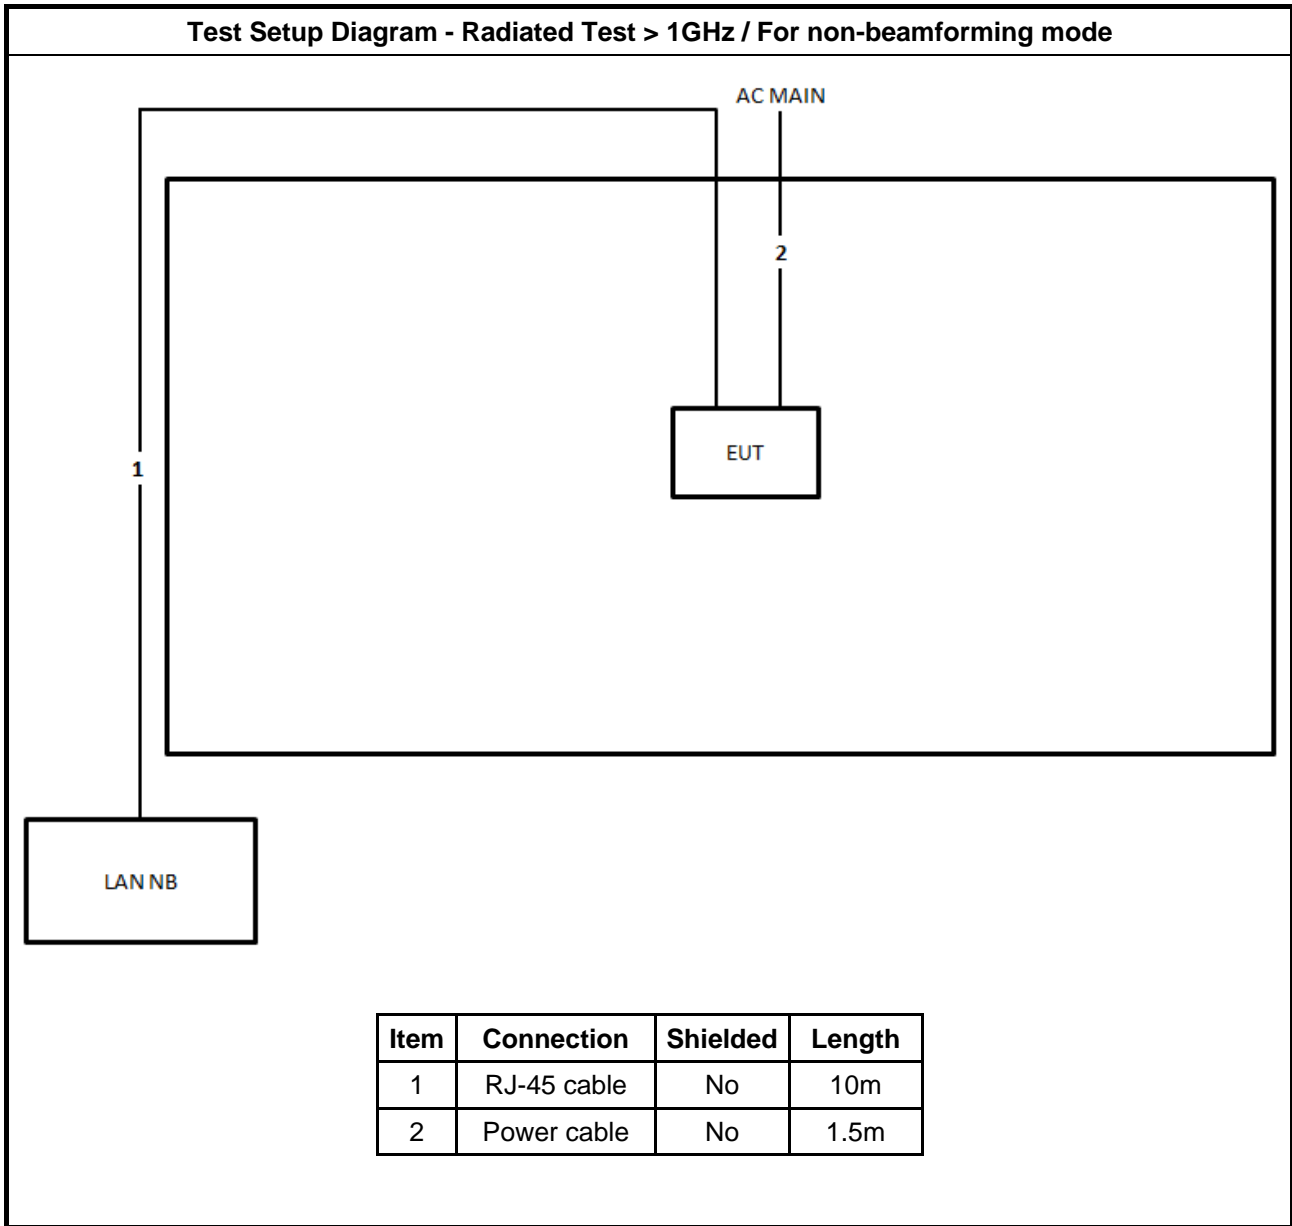 Test Setup Diagram - Radiated Test > 1GHz / For non-beamforming mode
AC MAIN
2
EUT
1
LAN NB
Item Connection Shielded Length
1 RJ-45 cable No 10m
2 Power cable No 1.5m